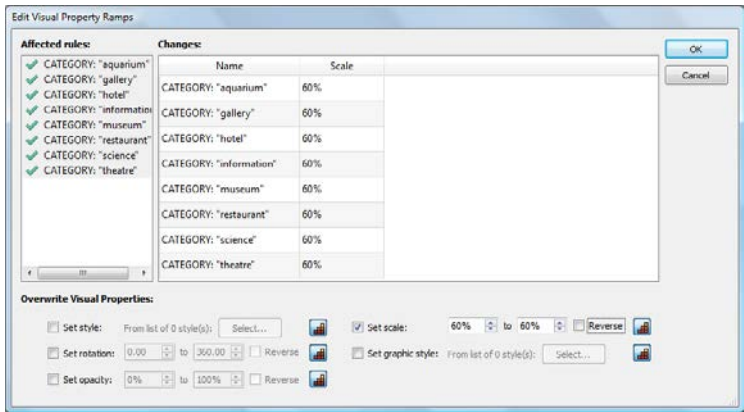 Edit Visual Property Ramps
Affected rules:
Changes:
OK
Cancel
CATEGORY: "aquarium"
CATEGORY: "gallery"
CATEGORY: "hotel"
CATEGORY: "information
CATEGORY: "museum"
CATEGORY: "restaurant"
CATEGORY: "science"
CATEGORY: "theatre"
Name Scale
CATEGORY: "aquarium" 60%
CATEGORY: "gallery" 60%
CATEGORY: "hotel" 60%
CATEGORY: "information" 60%
CATEGORY: "museum" 60%
CATEGORY: "restaurant" 60%
CATEGORY: "science" 60%
CATEGORY: "theatre" 60%
Overwrite Visual Properties:
Set style: From list of 0 style(s): Select... Set scale: 60% to 60% Reverse
Set rotation: 0.00 to 360.00 Reverse Set graphic style: From list of 0 style(s): Select...
Set opacity: 0% to 100% Reverse